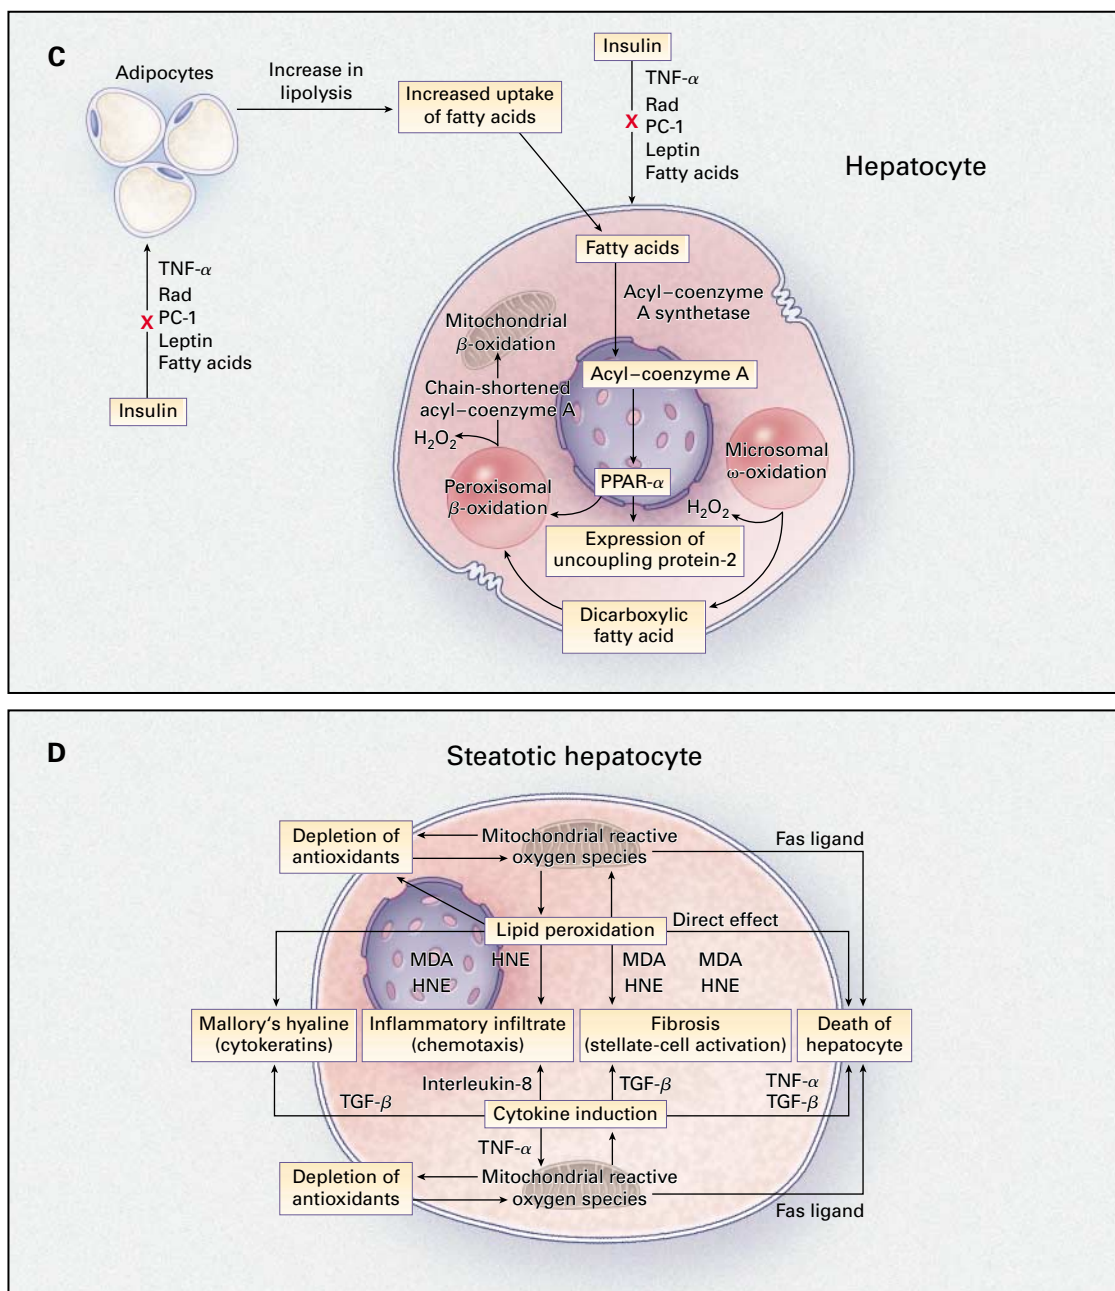 C
Adipocytes
Increase in
lipolysis
Increased uptake
of fatty acids
Insulin
TNF-α
Rad
X
PC-1
Leptin
Fatty acids
Hepatocyte
TNF-α
Rad
X
PC-1
Leptin
Fatty acids
Insulin
Fatty acids
Acyl–coenzyme
A synthetase
Mitochondrial
β-oxidation
Acyl–coenzyme A
Chain-shortened
acyl–coenzyme A
H₂O₂
Peroxisomal
β-oxidation
PPAR-α
Microsomal
ω-oxidation
H₂O₂
Expression of
uncoupling protein-2
Dicarboxylic
fatty acid
D
Steatotic hepatocyte
Depletion of
antioxidants
Mitochondrial reactive
oxygen species
Fas ligand
Lipid peroxidation
Direct effect
MDA
HNE
HNE
MDA
HNE
MDA
HNE
Mallory's hyaline
(cytokeratins)
Inflammatory infiltrate
(chemotaxis)
Fibrosis
(stellate-cell activation)
Death of
hepatocyte
Interleukin-8
TGF-β
TNF-α
TGF-β
TGF-β
Cytokine induction
TNF-α
Depletion of
antioxidants
Mitochondrial reactive
oxygen species
Fas ligand